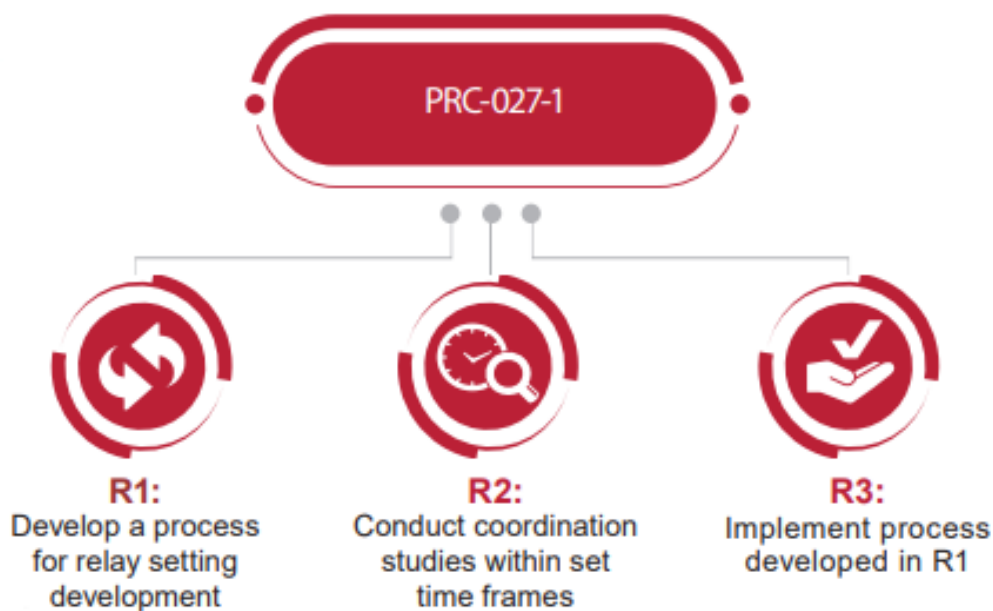 PRC-027-1
R1:
Develop a process
for relay setting
development
R2:
Conduct coordination
studies within set
time frames
R3:
Implement process
developed in R1